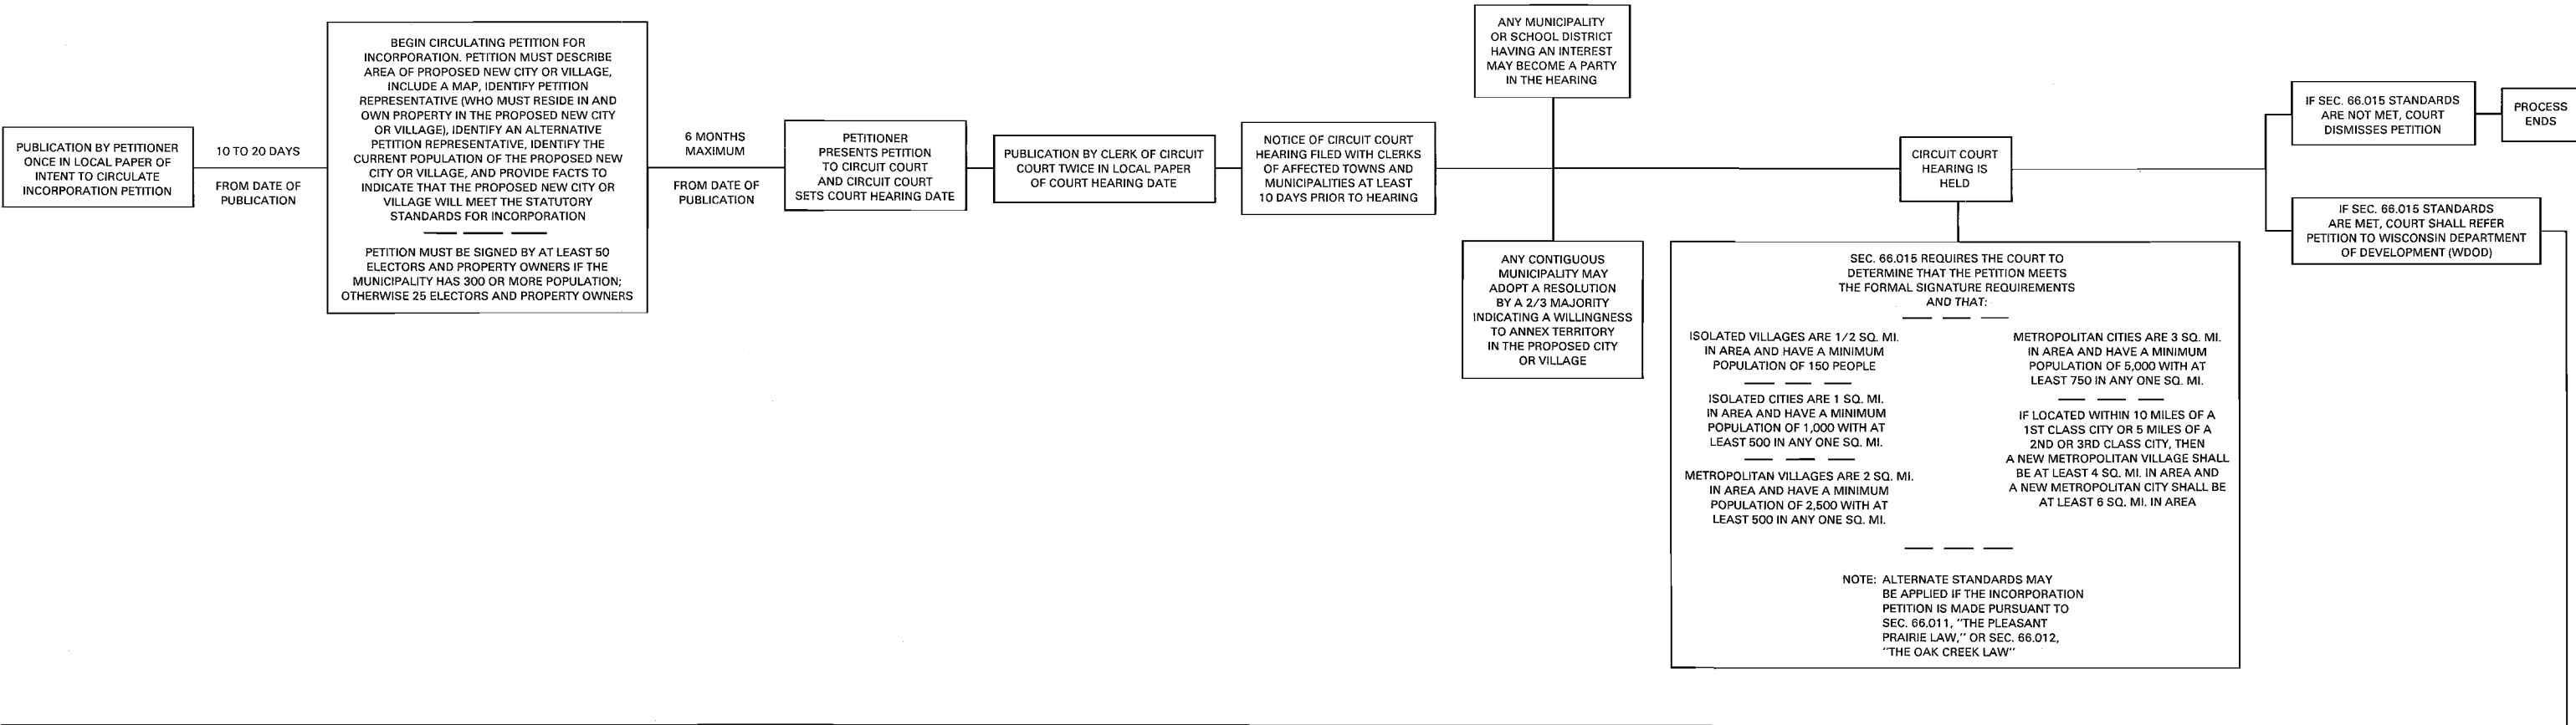 PUBLICATION BY PETITIONER
ONCE IN LOCAL PAPER OF
INTENT TO CIRCULATE
INCORPORATION PETITION
10 TO 20 DAYS
FROM DATE OF
PUBLICATION
BEGIN CIRCULATING PETITION FOR
INCORPORATION. PETITION MUST DESCRIBE
AREA OF PROPOSED NEW CITY OR VILLAGE,
INCLUDE A MAP, IDENTIFY PETITION
REPRESENTATIVE (WHO MUST RESIDE IN AND
OWN PROPERTY IN THE PROPOSED NEW CITY
OR VILLAGE), IDENTIFY AN ALTERNATIVE
PETITION REPRESENTATIVE, IDENTIFY THE
CURRENT POPULATION OF THE PROPOSED NEW
CITY OR VILLAGE, AND PROVIDE FACTS TO
INDICATE THAT THE PROPOSED NEW CITY OR
VILLAGE WILL MEET THE STATUTORY
STANDARDS FOR INCORPORATION
PETITION MUST BE SIGNED BY AT LEAST 50
ELECTORS AND PROPERTY OWNERS IF THE
MUNICIPALITY HAS 300 OR MORE POPULATION;
OTHERWISE 25 ELECTORS AND PROPERTY OWNERS
6 MONTHS
MAXIMUM
FROM DATE OF
PUBLICATION
PETITIONER
PRESENTS PETITION
TO CIRCUIT COURT
AND CIRCUIT COURT
SETS COURT HEARING DATE
PUBLICATION BY CLERK OF CIRCUIT
COURT TWICE IN LOCAL PAPER
OF COURT HEARING DATE
NOTICE OF CIRCUIT COURT
HEARING FILED WITH CLERKS
OF AFFECTED TOWNS AND
MUNICIPALITIES AT LEAST
10 DAYS PRIOR TO HEARING
ANY MUNICIPALITY
OR SCHOOL DISTRICT
HAVING AN INTEREST
MAY BECOME A PARTY
IN THE HEARING
ANY CONTIGUOUS
MUNICIPALITY MAY
ADOPT A RESOLUTION
BY A 2/3 MAJORITY
INDICATING A WILLINGNESS
TO ANNEX TERRITORY
IN THE PROPOSED CITY
OR VILLAGE
CIRCUIT COURT
HEARING IS
HELD
SEC. 66.015 REQUIRES THE COURT TO
DETERMINE THAT THE PETITION MEETS
THE FORMAL SIGNATURE REQUIREMENTS
AND THAT:
ISOLATED VILLAGES ARE 1/2 SQ. MI.
IN AREA AND HAVE A MINIMUM
POPULATION OF 150 PEOPLE
ISOLATED CITIES ARE 1 SQ. MI.
IN AREA AND HAVE A MINIMUM
POPULATION OF 1,000 WITH AT
LEAST 500 IN ANY ONE SQ. MI.
METROPOLITAN VILLAGES ARE 2 SQ. MI.
IN AREA AND HAVE A MINIMUM
POPULATION OF 2,500 WITH AT
LEAST 500 IN ANY ONE SQ. MI.
METROPOLITAN CITIES ARE 3 SQ. MI.
IN AREA AND HAVE A MINIMUM
POPULATION OF 5,000 WITH AT
LEAST 750 IN ANY ONE SQ. MI.
IF LOCATED WITHIN 10 MILES OF A
1ST CLASS CITY OR 5 MILES OF A
2ND OR 3RD CLASS CITY, THEN
A NEW METROPOLITAN VILLAGE SHALL
BE AT LEAST 4 SQ. MI. IN AREA AND
A NEW METROPOLITAN CITY SHALL BE
AT LEAST 6 SQ. MI. IN AREA
NOTE: ALTERNATE STANDARDS MAY
BE APPLIED IF THE INCORPORATION
PETITION IS MADE PURSUANT TO
SEC. 66.011, "THE PLEASANT
PRAIRIE LAW," OR SEC. 66.012,
"THE OAK CREEK LAW"
IF SEC. 66.015 STANDARDS
ARE NOT MET, COURT
DISMISSES PETITION
PROCESS
ENDS
IF SEC. 66.015 STANDARDS
ARE MET, COURT SHALL REFER
PETITION TO WISCONSIN DEPARTMENT
OF DEVELOPMENT (WDOD)